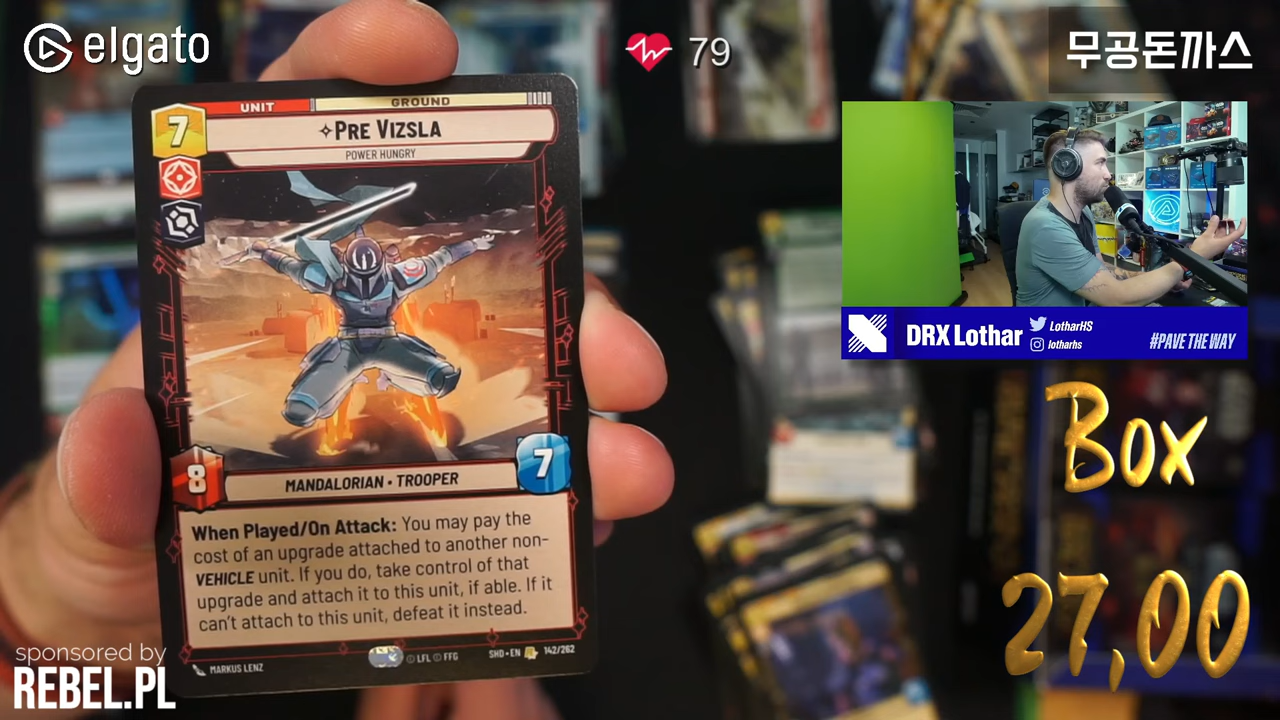 elgato
79
무공돈까스
UNIT
GROUND
7
PRE VIZSLA
POWER HUNGRY
8
7
MANDALORIAN • TROOPER
When Played/On Attack: You may pay the
cost of an upgrade attached to another non-
VEHICLE unit. If you do, take control of that
upgrade and attach it to this unit, if able. If it
can't attach to this unit, defeat it instead.
MARKUS LENZ
© LFL © FFG
SHD • EN
142/262
sponsored by
REBEL.PL
DRX Lothar
LotharHS
lotharhs
#PAVE THE WAY
Box
27,00